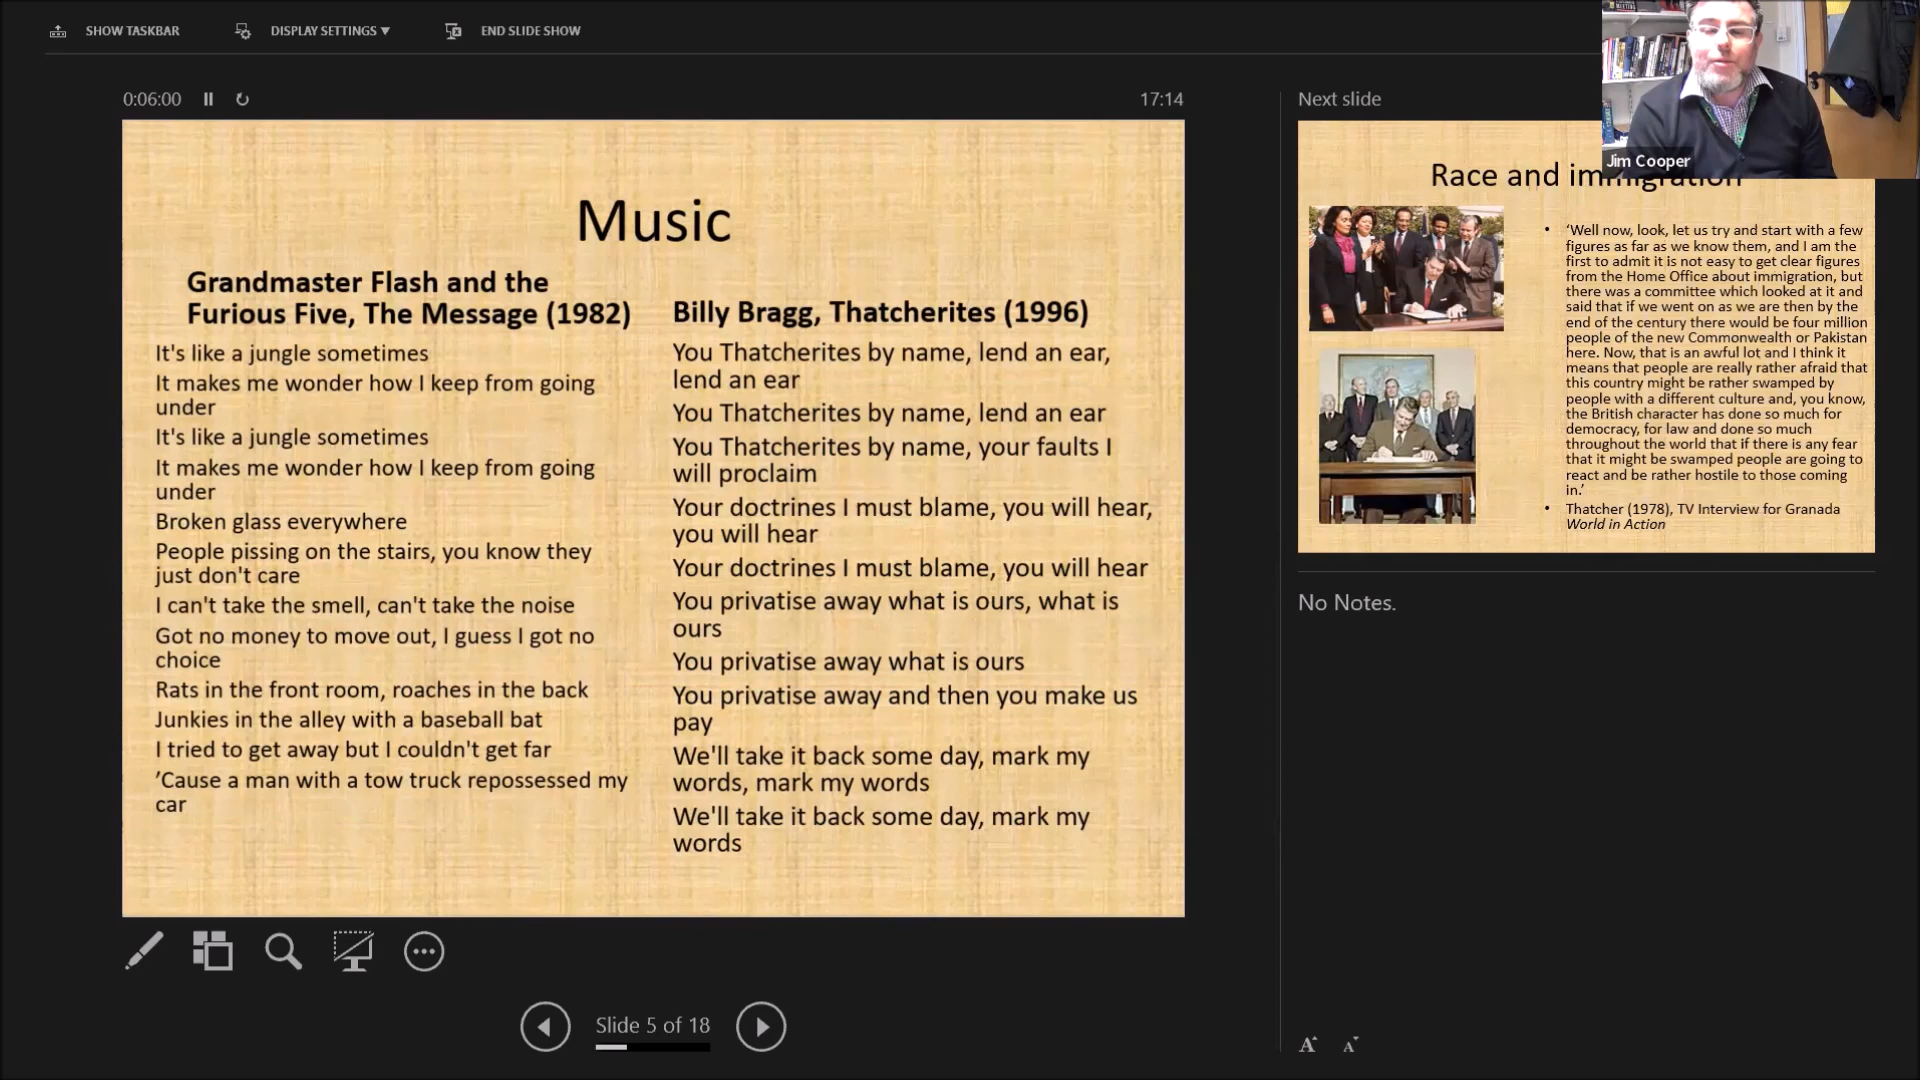 SHOW TASKBAR
DISPLAY SETTINGS ▼
END SLIDE SHOW
0:06:00
17:14
Music
Grandmaster Flash and the
Furious Five, The Message (1982)
It's like a jungle sometimes
It makes me wonder how I keep from going
under
It's like a jungle sometimes
It makes me wonder how I keep from going
under
Broken glass everywhere
People pissing on the stairs, you know they
just don't care
I can't take the smell, can't take the noise
Got no money to move out, I guess I got no
choice
Rats in the front room, roaches in the back
Junkies in the alley with a baseball bat
I tried to get away but I couldn't get far
’Cause a man with a tow truck repossessed my
car
Billy Bragg, Thatcherites (1996)
You Thatcherites by name, lend an ear,
lend an ear
You Thatcherites by name, lend an ear
You Thatcherites by name, your faults I
will proclaim
Your doctrines I must blame, you will hear,
you will hear
Your doctrines I must blame, you will hear
You privatise away what is ours, what is
ours
You privatise away what is ours
You privatise away and then you make us
pay
We'll take it back some day, mark my
words, mark my words
We'll take it back some day, mark my
words
Slide 5 of 18
Next slide
Jim Cooper
Race and immigration
• ‘Well now, look, let us try and start with a few
figures as far as we know them, and I am the
first to admit it is not easy to get clear figures
from the Home Office about immigration, but
there was a committee which looked at it and
said that if we went on as we are then by the
end of the century there would be four million
people of the new Commonwealth or Pakistan
here. Now, that is an awful lot and I think it
means that people are really rather afraid that
this country might be rather swamped by
people with a different culture and, you know,
the British character has done so much for
democracy, for law and done so much
throughout the world that if there is any fear
that it might be swamped people are going to
react and be rather hostile to those coming
in.’
• Thatcher (1978), TV Interview for Granada
World in Action
No Notes.
A A